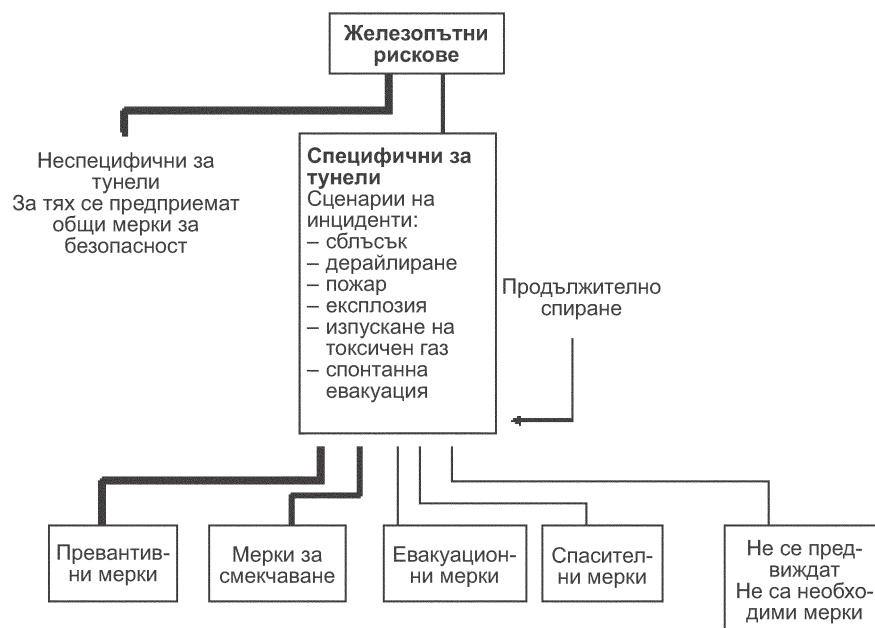 Железопътни
рискове
Неспецифични за
тунели
За тях се предприемат
общи мерки за
безопасност
Специфични за
тунели
Сценарии на
инциденти:
– сблъсък
– дерайлиране
– пожар
– експлозия
– изпускане на
токсичен газ
– спонтанна
евакуация
Продължително
спиране
Превантив-
ни мерки
Мерки за
смекчаване
Евакуацион-
ни мерки
Спасител-
ни мерки
Не се пред-
виждат
Не са необхо-
дими мерки